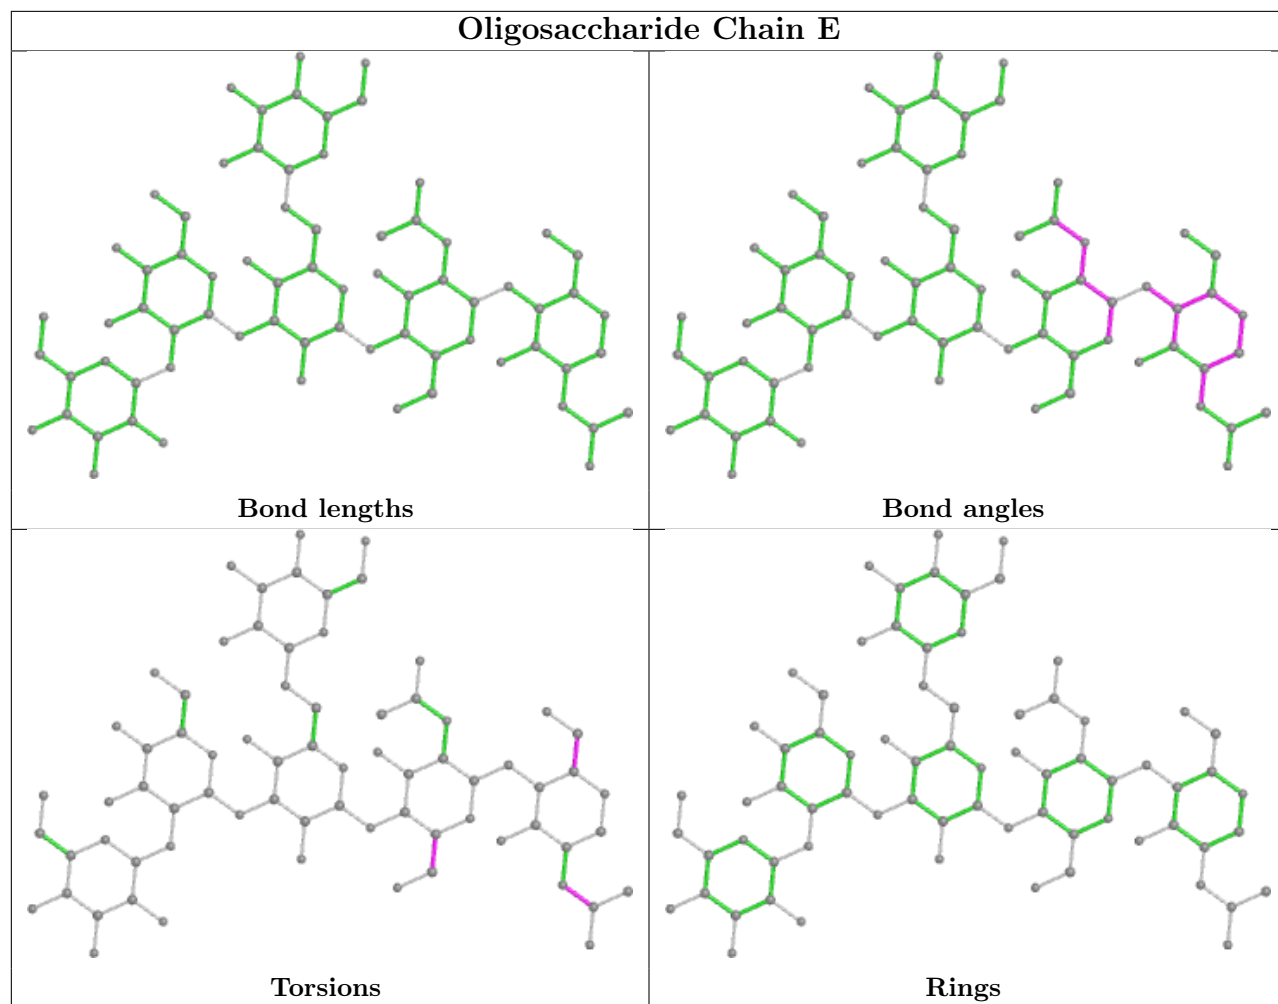 Oligosaccharide Chain E
Bond lengths
Bond angles
Torsions
Rings